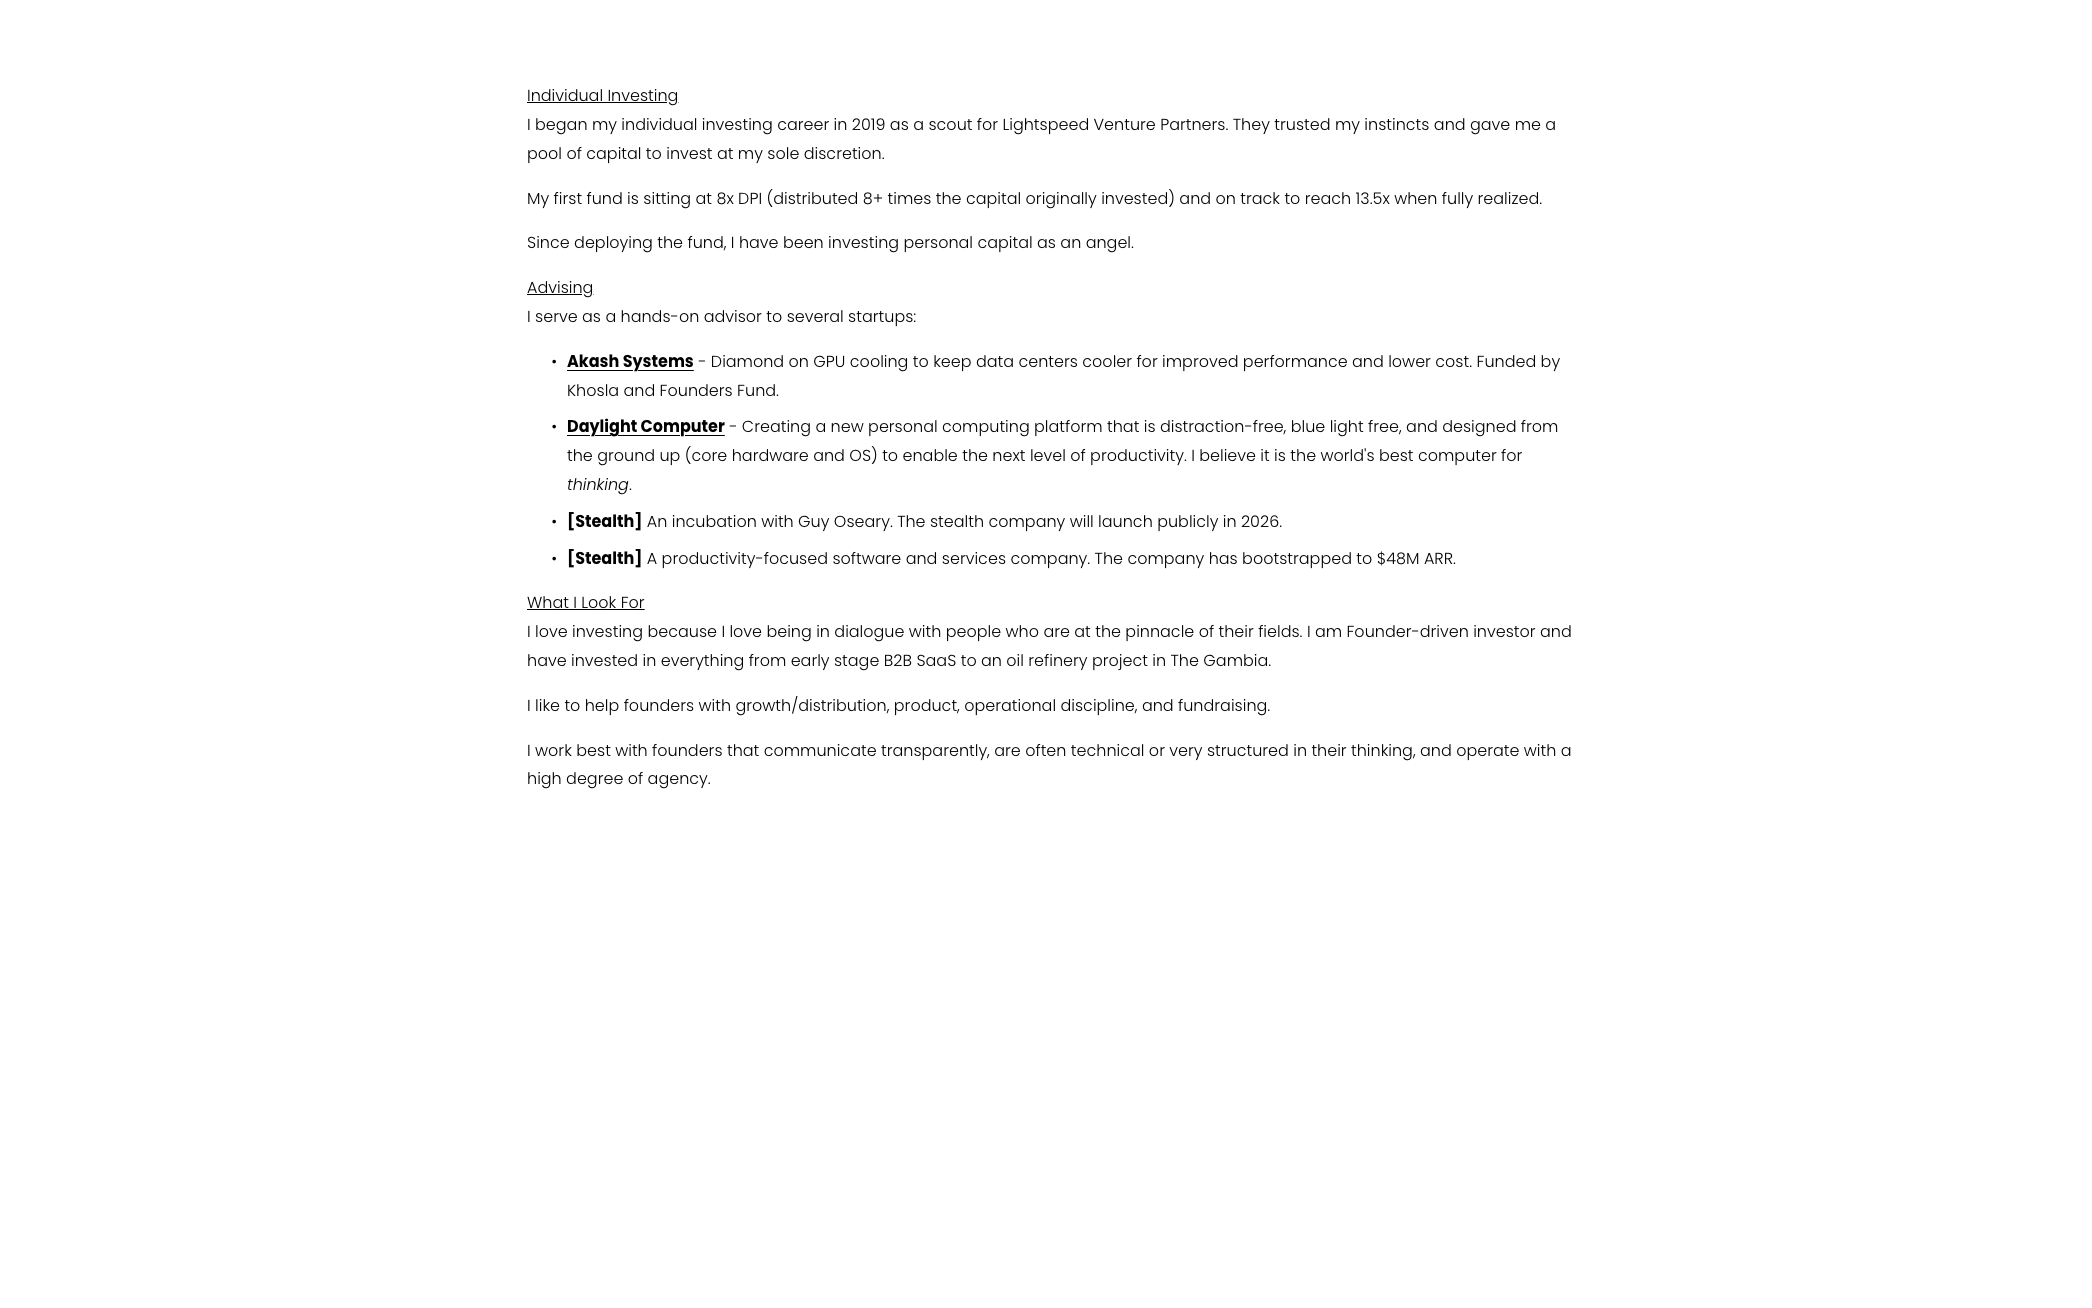 Individual Investing
I began my individual investing career in 2019 as a scout for Lightspeed Venture Partners. They trusted my instincts and gave me a
pool of capital to invest at my sole discretion.
My first fund is sitting at 8x DPI (distributed 8+ times the capital originally invested) and on track to reach 13.5x when fully realized.
Since deploying the fund, I have been investing personal capital as an angel.
Advising
I serve as a hands-on advisor to several startups:
• Akash Systems - Diamond on GPU cooling to keep data centers cooler for improved performance and lower cost. Funded by
Khosla and Founders Fund.
• Daylight Computer - Creating a new personal computing platform that is distraction-free, blue light free, and designed from
the ground up (core hardware and OS) to enable the next level of productivity. I believe it is the world's best computer for
thinking.
• [Stealth] An incubation with Guy Oseary. The stealth company will launch publicly in 2026.
• [Stealth] A productivity-focused software and services company. The company has bootstrapped to $48M ARR.
What I Look For
I love investing because I love being in dialogue with people who are at the pinnacle of their fields. I am Founder-driven investor and
have invested in everything from early stage B2B SaaS to an oil refinery project in The Gambia.
I like to help founders with growth/distribution, product, operational discipline, and fundraising.
I work best with founders that communicate transparently, are often technical or very structured in their thinking, and operate with a
high degree of agency.